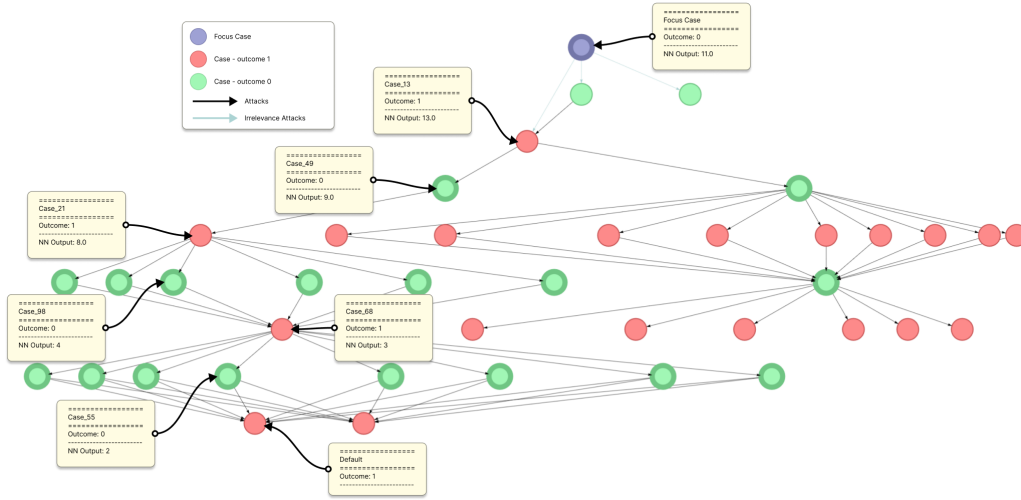 Focus Case
Case - outcome 1
Case - outcome 0
Attacks
Irrelevance Attacks
=================
Focus Case
=================
Outcome: 0
-------------------------
NN Output: 11.0
=================
Case_13
=================
Outcome: 1
-------------------------
NN Output: 13.0
=================
Case_49
=================
Outcome: 0
-------------------------
NN Output: 9.0
=================
Case_21
=================
Outcome: 1
-------------------------
NN Output: 8.0
=================
Case_98
=================
Outcome: 0
-------------------------
NN Output: 4
=================
Case_68
=================
Outcome: 1
-------------------------
NN Output: 3
=================
Case_55
=================
Outcome: 0
-------------------------
NN Output: 2
=================
Default
=================
Outcome: 1
-------------------------